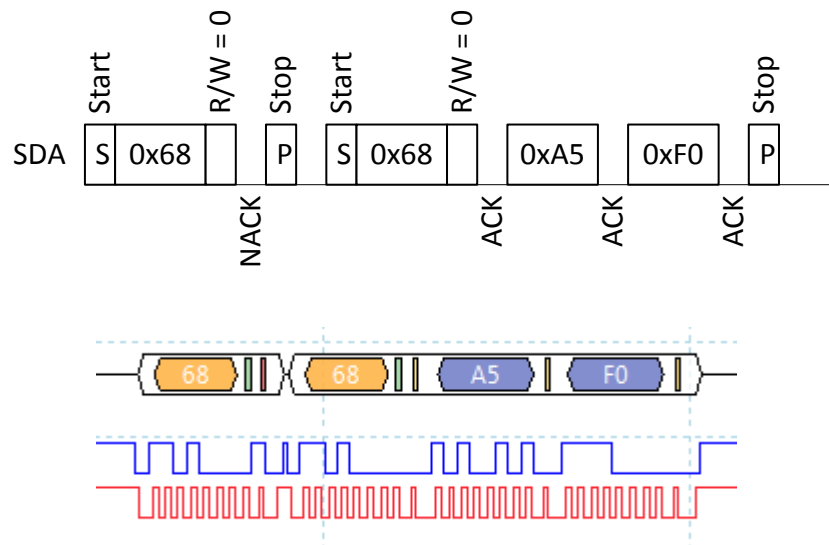 Start
R/W = 0
Stop
Start
R/W = 0
Stop
SDA S 0x68 P S 0x68 0xA5 0xF0 P
NACK
ACK
ACK
ACK
68 68 A5 F0